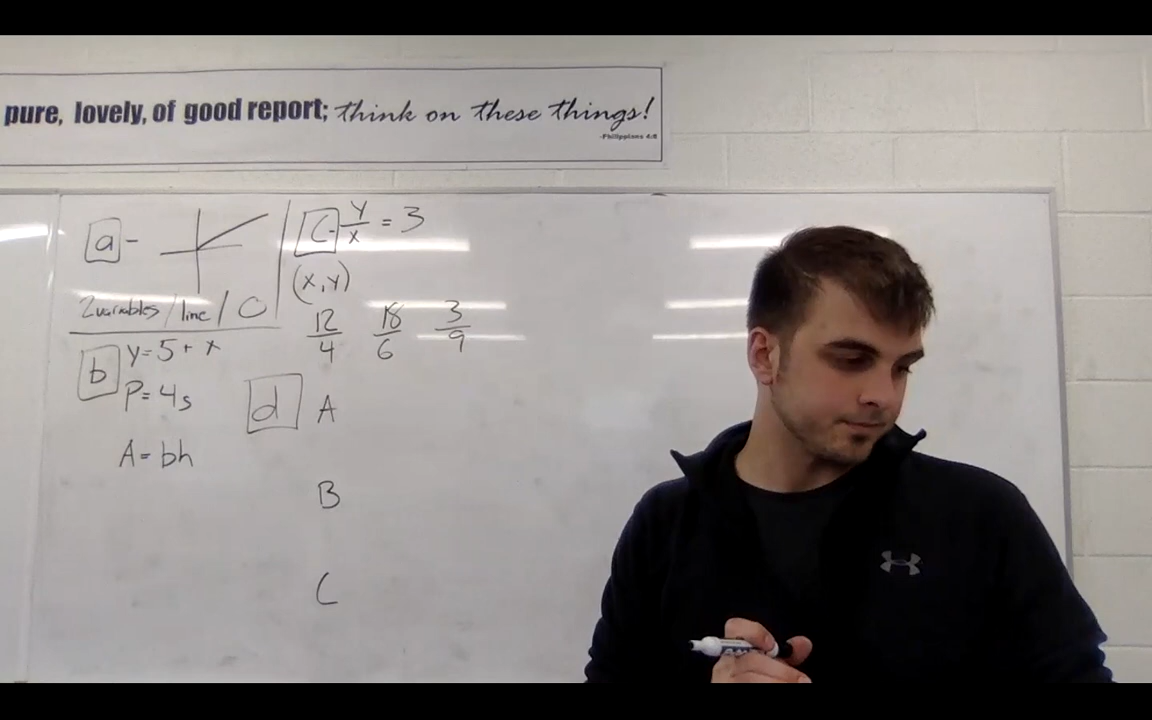 pure, lovely, of good report; think on these things!
-Philippians 4:8
a -
2 variables / line / 0
b y = 5 + x
P = 4s
A = bh
c - y/x = 3
(x, y)
12/4 18/6 3/9
d A
B
C